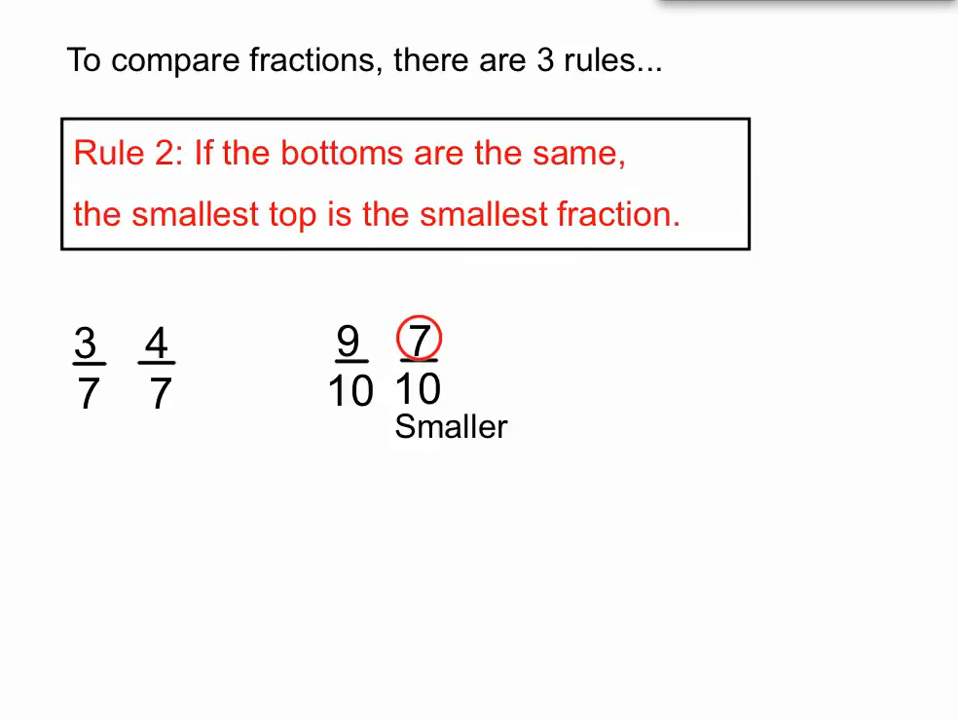 To compare fractions, there are 3 rules...
Rule 2: If the bottoms are the same,
the smallest top is the smallest fraction.
3 4
7 7
9 7
10 10
Smaller